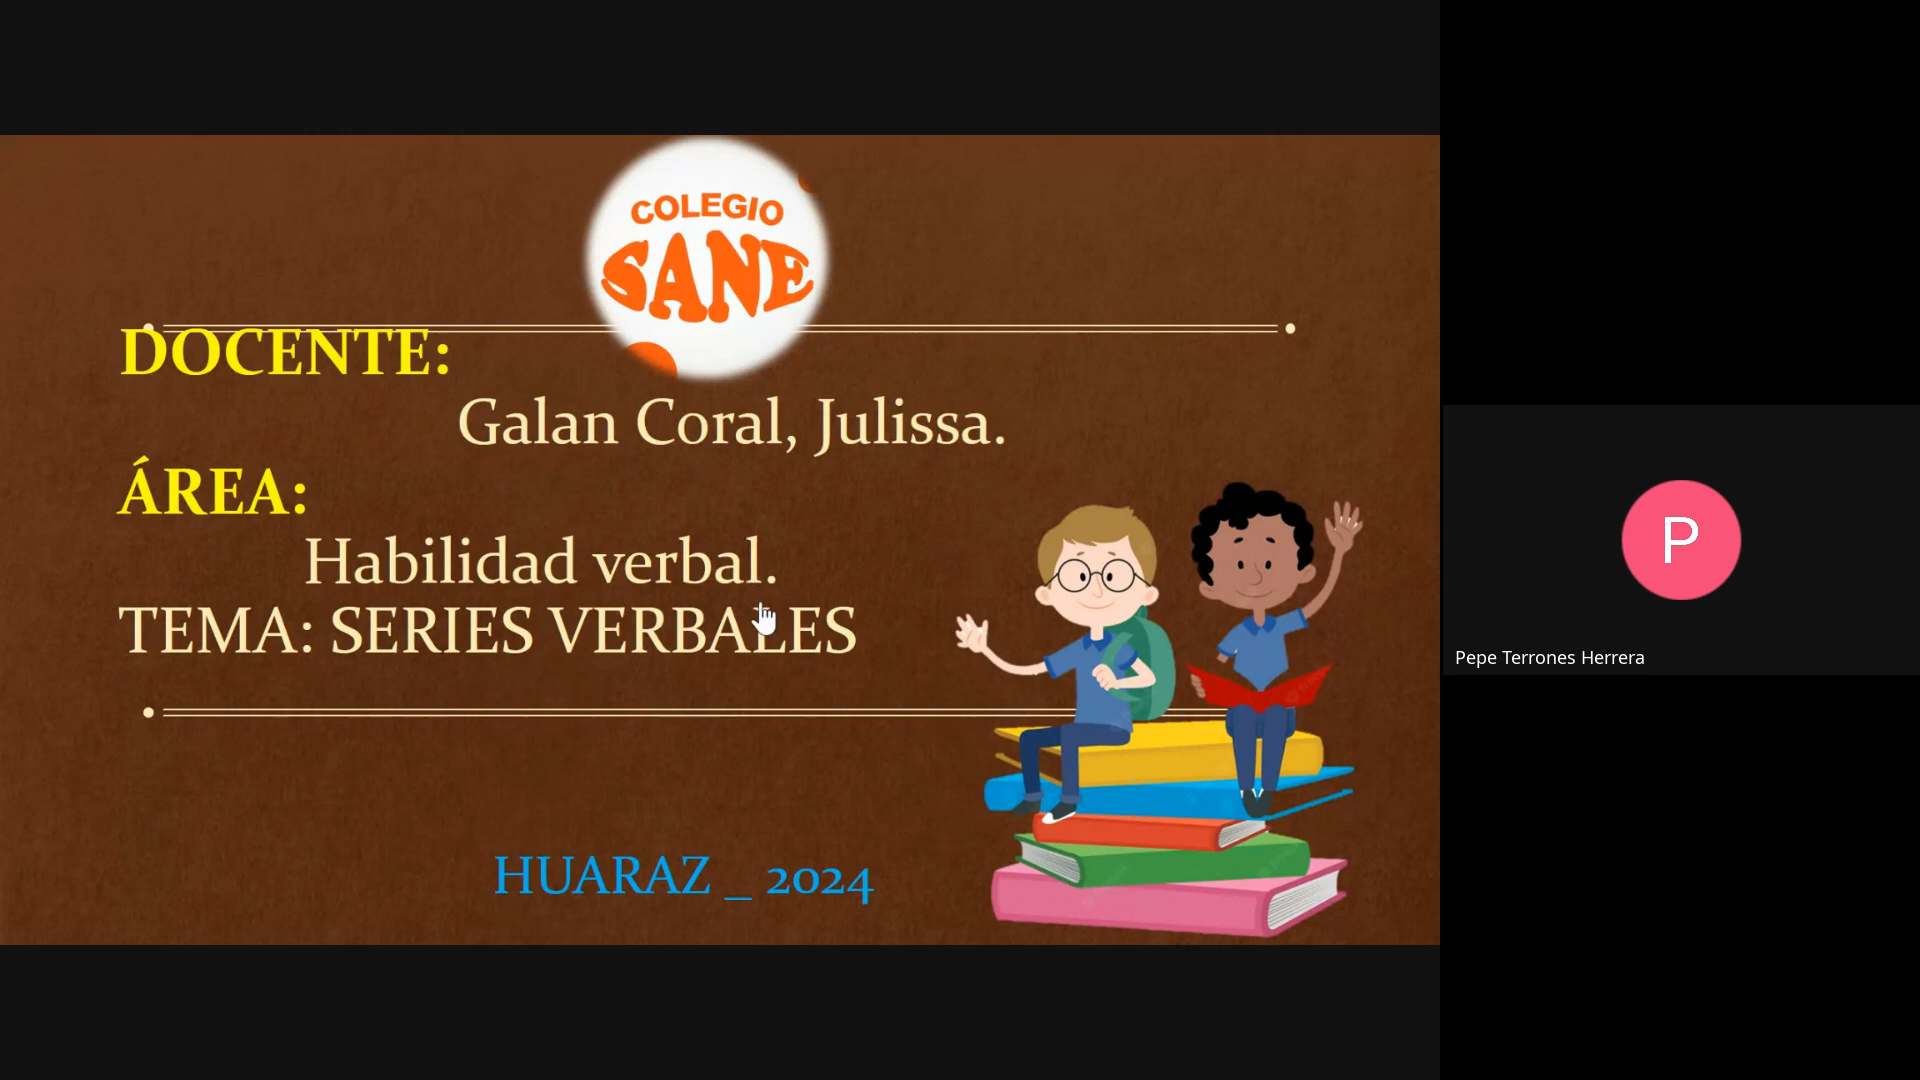 COLEGIO
SANE
DOCENTE:
Galan Coral, Julissa.
ÁREA:
Habilidad verbal.
TEMA: SERIES VERBALES
HUARAZ _ 2024
P
Pepe Terrones Herrera